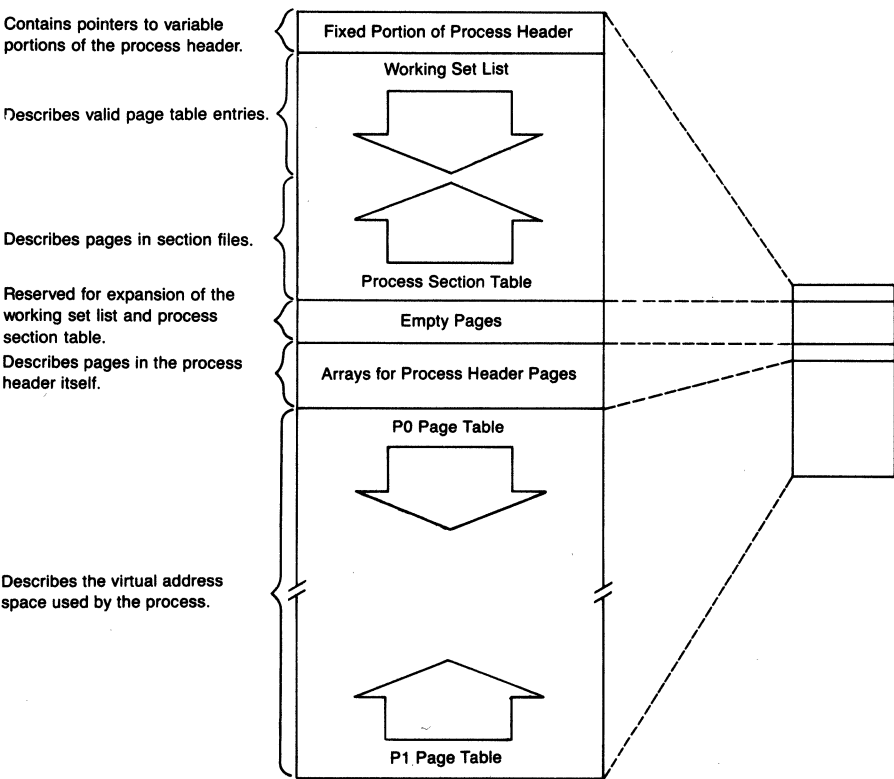 Contains pointers to variable
portions of the process header.
Fixed Portion of Process Header
Working Set List
Describes valid page table entries.
Describes pages in section files.
Process Section Table
Reserved for expansion of the
working set list and process
section table.
Empty Pages
Describes pages in the process
header itself.
Arrays for Process Header Pages
P0 Page Table
Describes the virtual address
space used by the process.
P1 Page Table